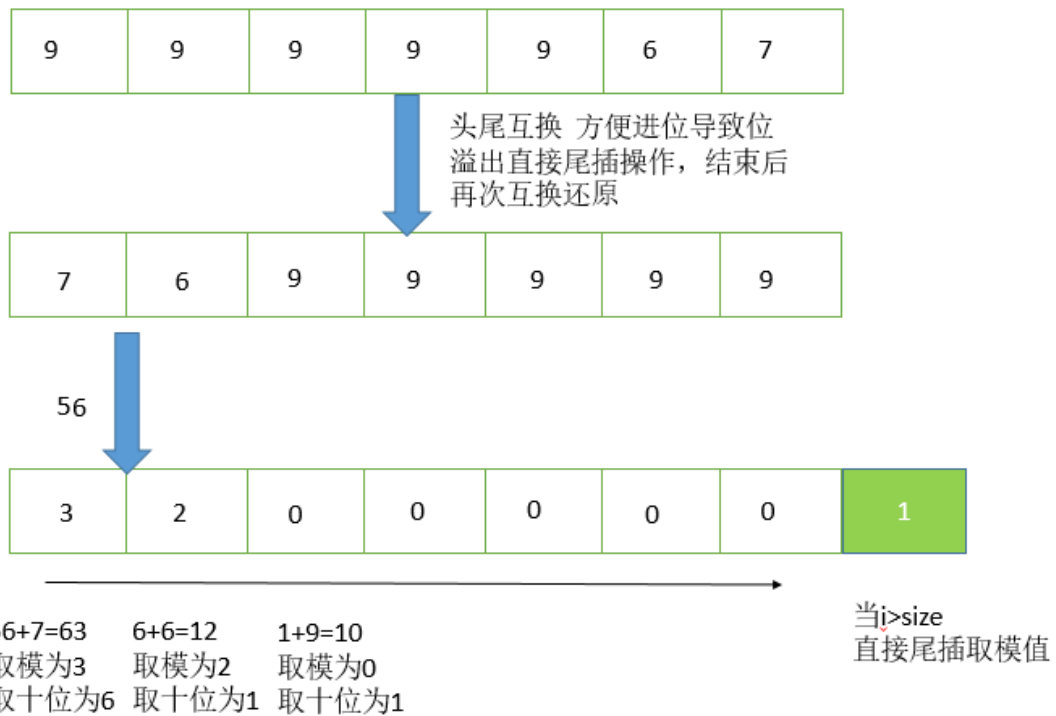 9 9 9 9 9 6 7
头尾互换 方便进位导致位
溢出直接尾插操作，结束后
再次互换还原
7 6 9 9 9 9 9
56
3 2 0 0 0 0 0 1
6+7=63 6+6=12 1+9=10
取模为3 取模为2 取模为0
取十位为6 取十位为1 取十位为1
当i>size
直接尾插取模值